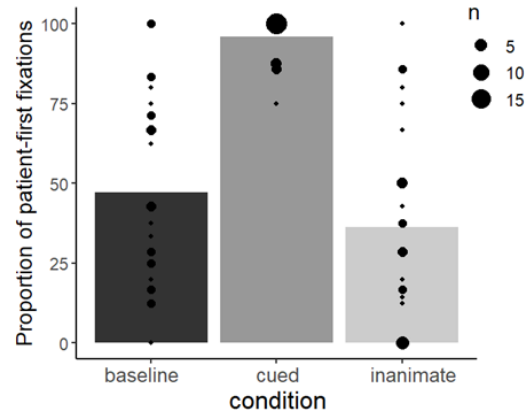 Proportion of patient-first fixations
100
75
50
25
0
baseline cued inanimate
condition
n
5
10
15